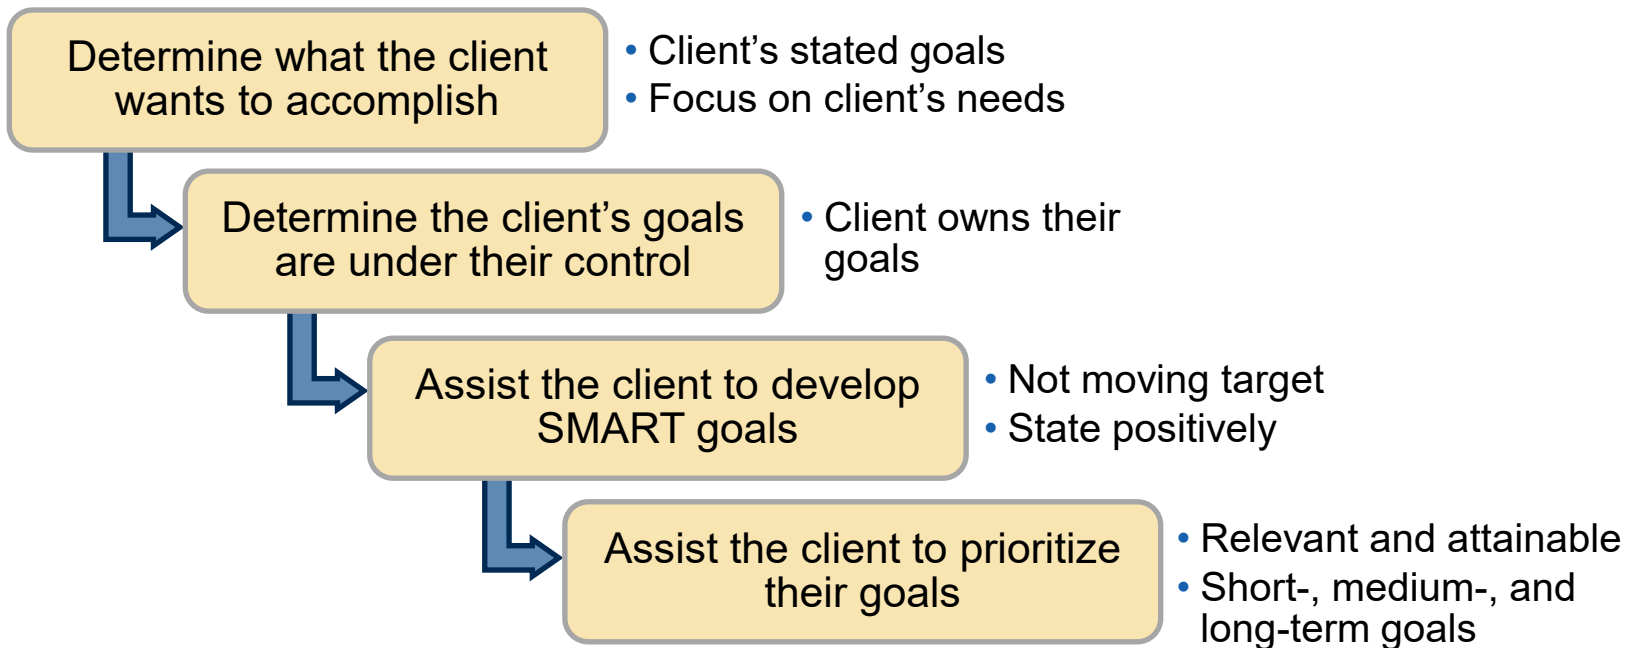 Determine what the client
wants to accomplish
• Client’s stated goals
• Focus on client’s needs
Determine the client’s goals
are under their control
• Client owns their
goals
Assist the client to develop
SMART goals
• Not moving target
• State positively
Assist the client to prioritize
their goals
• Relevant and attainable
• Short-, medium-, and
long-term goals